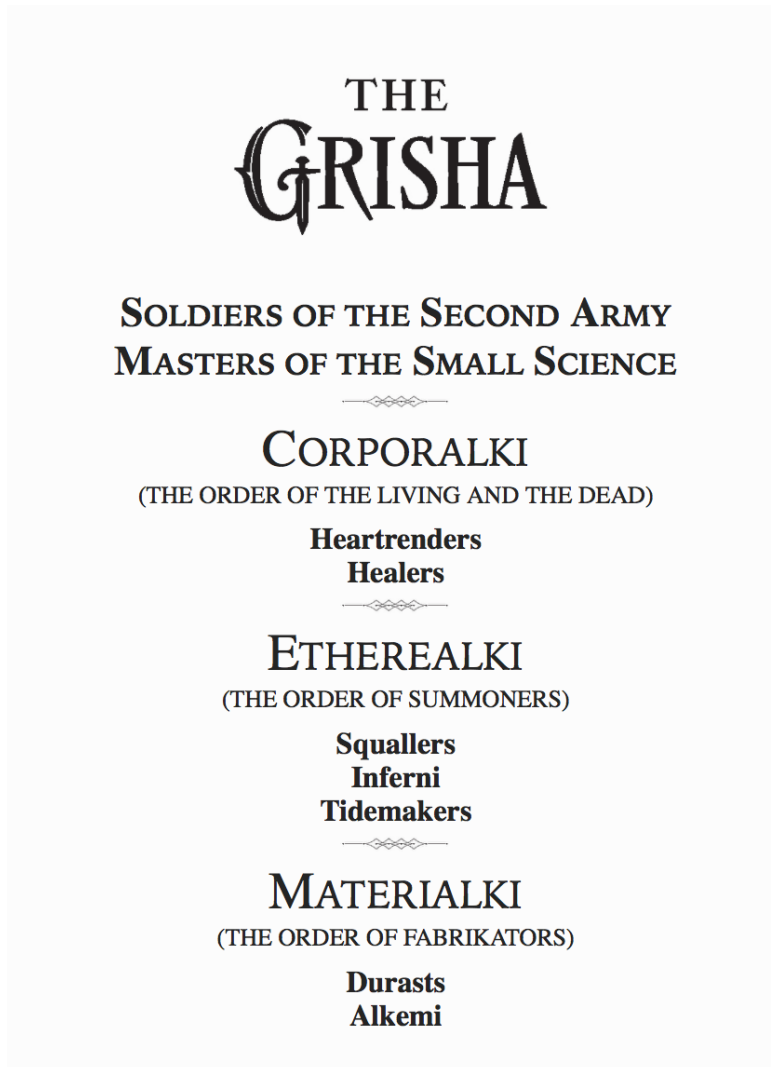 THE
GRISHA
SOLDIERS OF THE SECOND ARMY
MASTERS OF THE SMALL SCIENCE
CORPORALKI
(THE ORDER OF THE LIVING AND THE DEAD)
Heartrenders
Healers
ETHEREALKI
(THE ORDER OF SUMMONERS)
Squallers
Inferni
Tidemakers
MATERIALKI
(THE ORDER OF FABRIKATORS)
Durasts
Alkemi